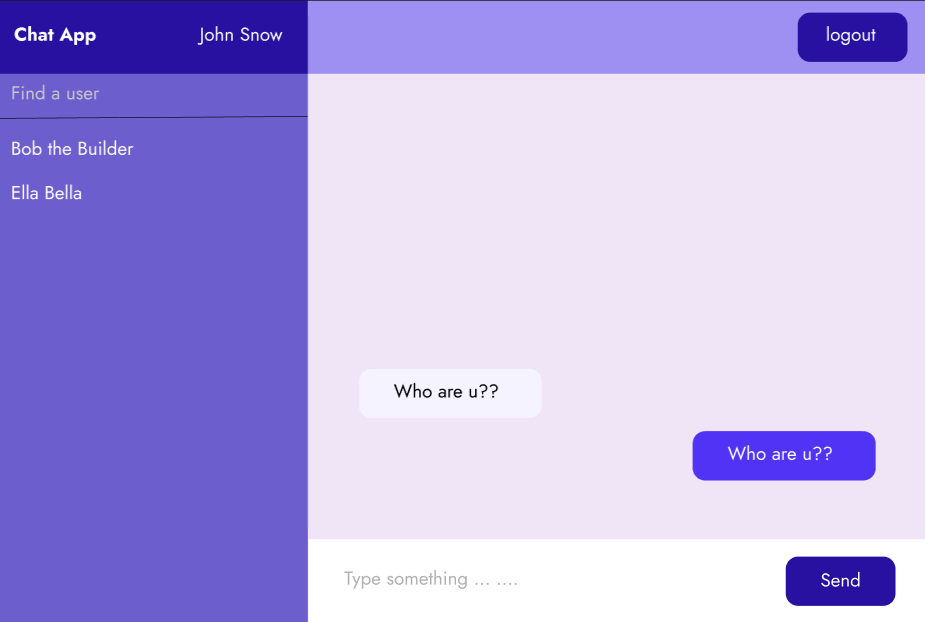 Chat App
John Snow
logout
Find a user
Bob the Builder
Ella Bella
Who are u??
Who are u??
Type something ... ....
Send